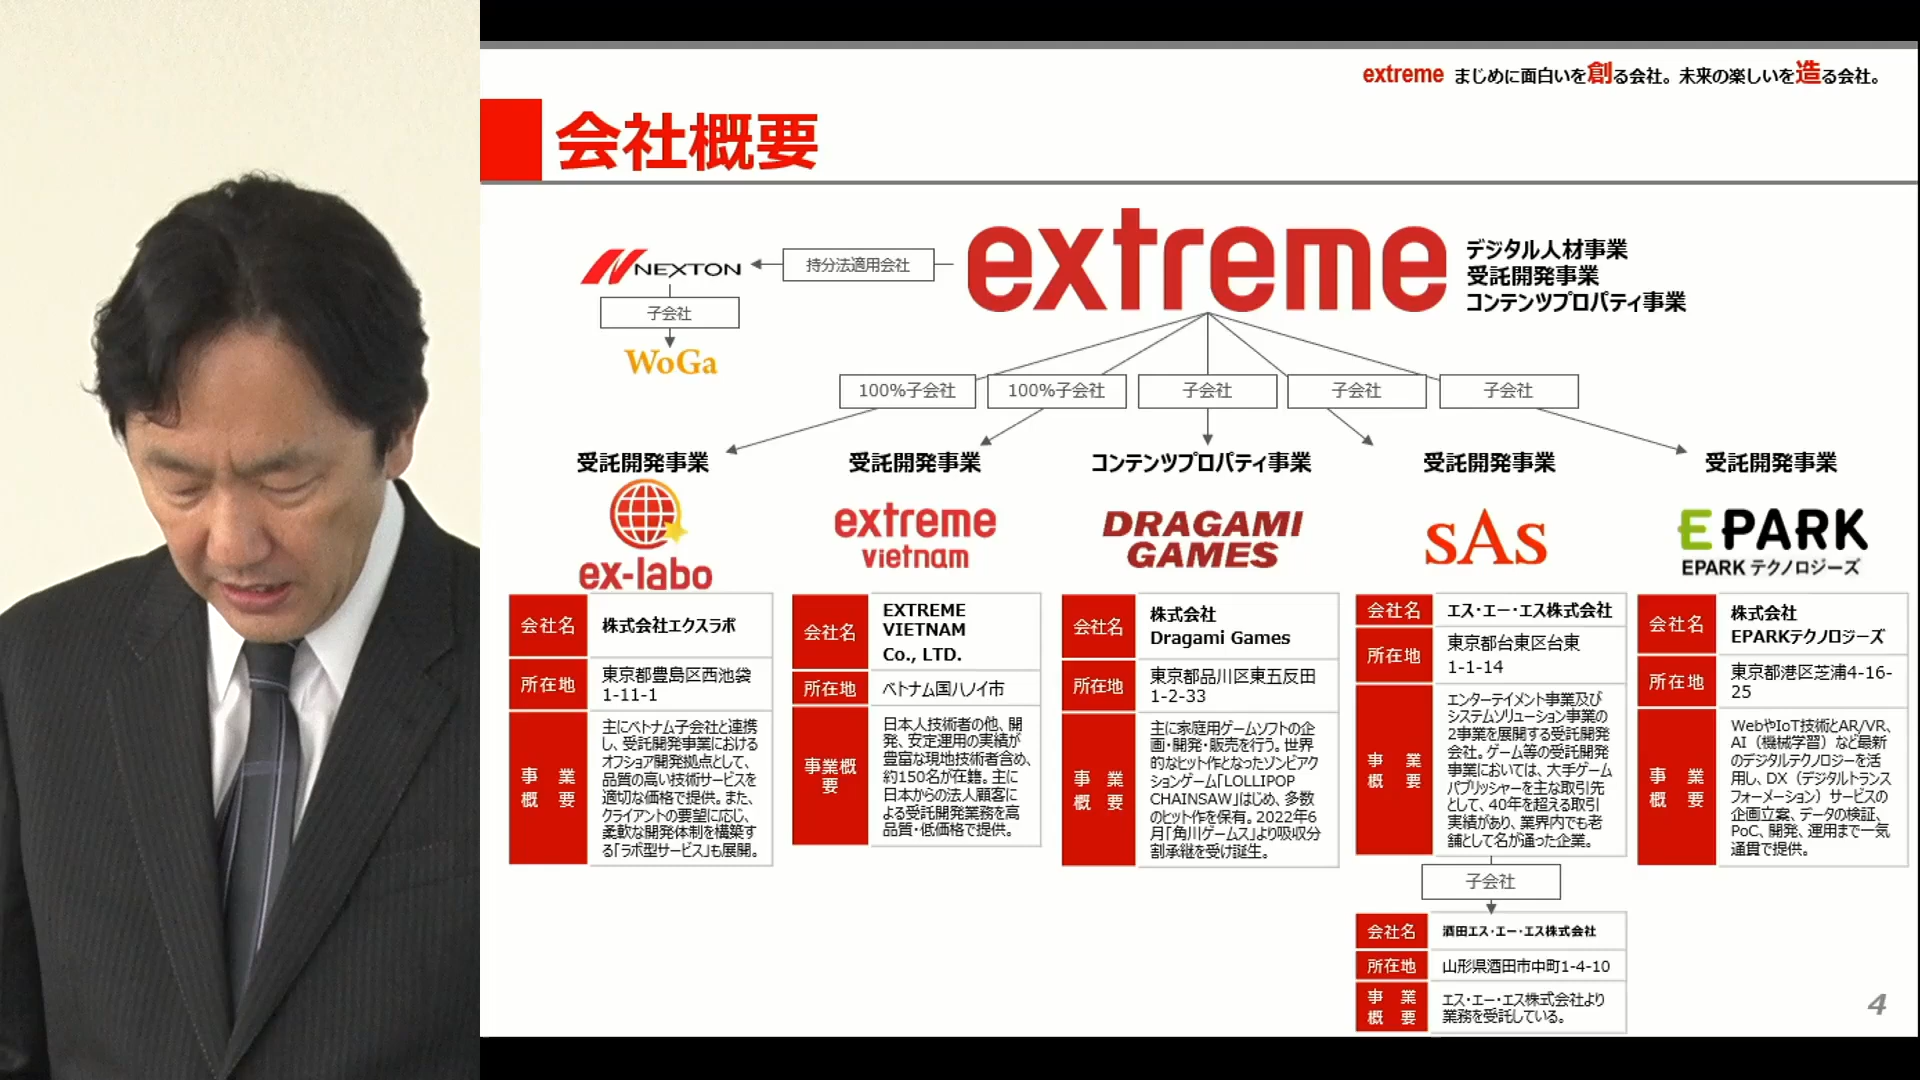 extreme まじめに面白いを創る会社。未来の楽しいを造る会社。
会社概要
NEXTON
持分法適用会社
extreme
デジタル人材事業
受託開発事業
コンテンツプロパティ事業
子会社
WoGa
100%子会社
100%子会社
子会社
子会社
子会社
受託開発事業
ex-labo
会社名
株式会社エクスラボ
所在地
東京都豊島区西池袋
1-11-1
事業
概要
主にベトナム子会社と連携
し、受託開発事業における
オフショア開発拠点として、
品質の高い技術サービスを
適切な価格で提供。また、
クライアントの要望に応じ、
柔軟な開発体制を構築す
る「ラボ型サービス」も展開。
受託開発事業
extreme
vietnam
会社名
EXTREME
VIETNAM
Co., LTD.
所在地
ベトナム国ハノイ市
事業概
要
日本人技術者の他、開
発、安定運用の実績が
豊富な現地技術者含め、
約150名が在籍。主に
日本からの法人顧客に
よる受託開発業務を高
品質・低価格で提供。
コンテンツプロパティ事業
DRAGAMI
GAMES
会社名
株式会社
Dragami Games
所在地
東京都品川区東五反田
1-2-33
事業
概要
主に家庭用ゲームソフトの企
画・開発・販売を行う。世界
的なヒット作となったゾンビアク
ションゲーム「LOLLIPOP
CHAINSAW」はじめ、多数
のヒット作を保有。2022年6
月「角川ゲームス」より吸収分
割承継を受け誕生。
受託開発事業
sAs
会社名
エス・エー・エス株式会社
所在地
東京都台東区台東
1-1-14
事業
概要
エンターテイメント事業及び
システムソリューション事業の
2事業を展開する受託開発
会社。ゲーム等の受託開発
事業においては、大手ゲーム
パブリッシャーを主な取引先
として、40年を超える取引
実績があり、業界内でも老
舗として名が通った企業。
子会社
会社名
酒田エス・エー・エス株式会社
所在地
山形県酒田市中町1-4-10
事業
概要
エス・エー・エス株式会社より
業務を受託している。
受託開発事業
EPARK
EPARK テクノロジーズ
会社名
株式会社
EPARKテクノロジーズ
所在地
東京都港区芝浦4-16-
25
事業
概要
WebやIoT技術とAR/VR、
AI（機械学習）など最新
のデジタルテクノロジーを活
用し、DX（デジタルトランス
フォーメーション）サービスの
企画立案、データの検証、
PoC、開発、運用まで一気
通貫で提供。
4